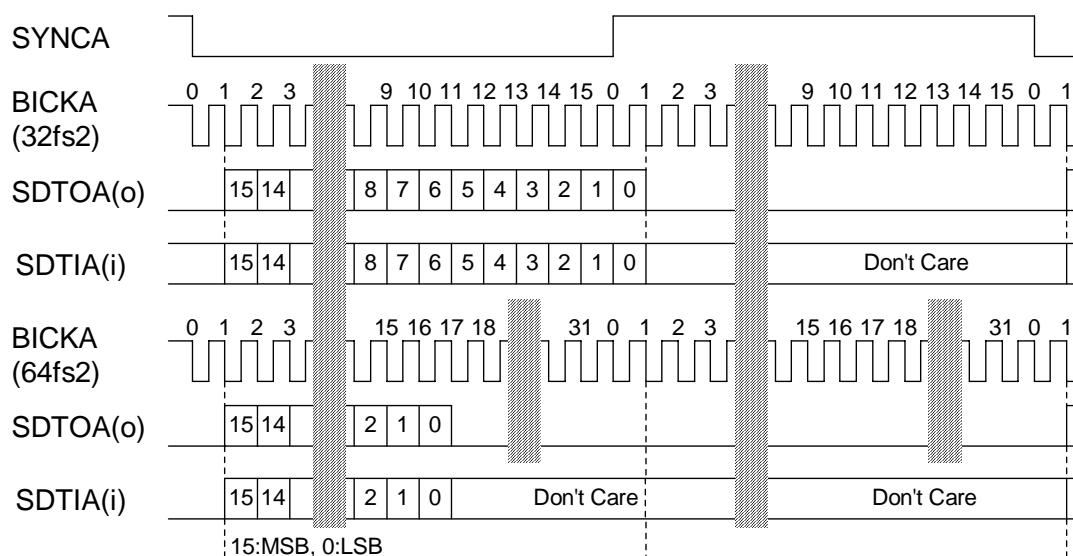 SYNCA
0 1 2 3 9 10 11 12 13 14 15 0 1 2 3 9 10 11 12 13 14 15 0 1
BICKA
(32fs2)
SDTOA(o) 15 14 8 7 6 5 4 3 2 1 0
SDTIA(i) 15 14 8 7 6 5 4 3 2 1 0 Don't Care
0 1 2 3 15 16 17 18 31 0 1 2 3 15 16 17 18 31 0 1
BICKA
(64fs2)
SDTOA(o) 15 14 2 1 0
SDTIA(i) 15 14 2 1 0 Don't Care Don't Care
15:MSB, 0:LSB